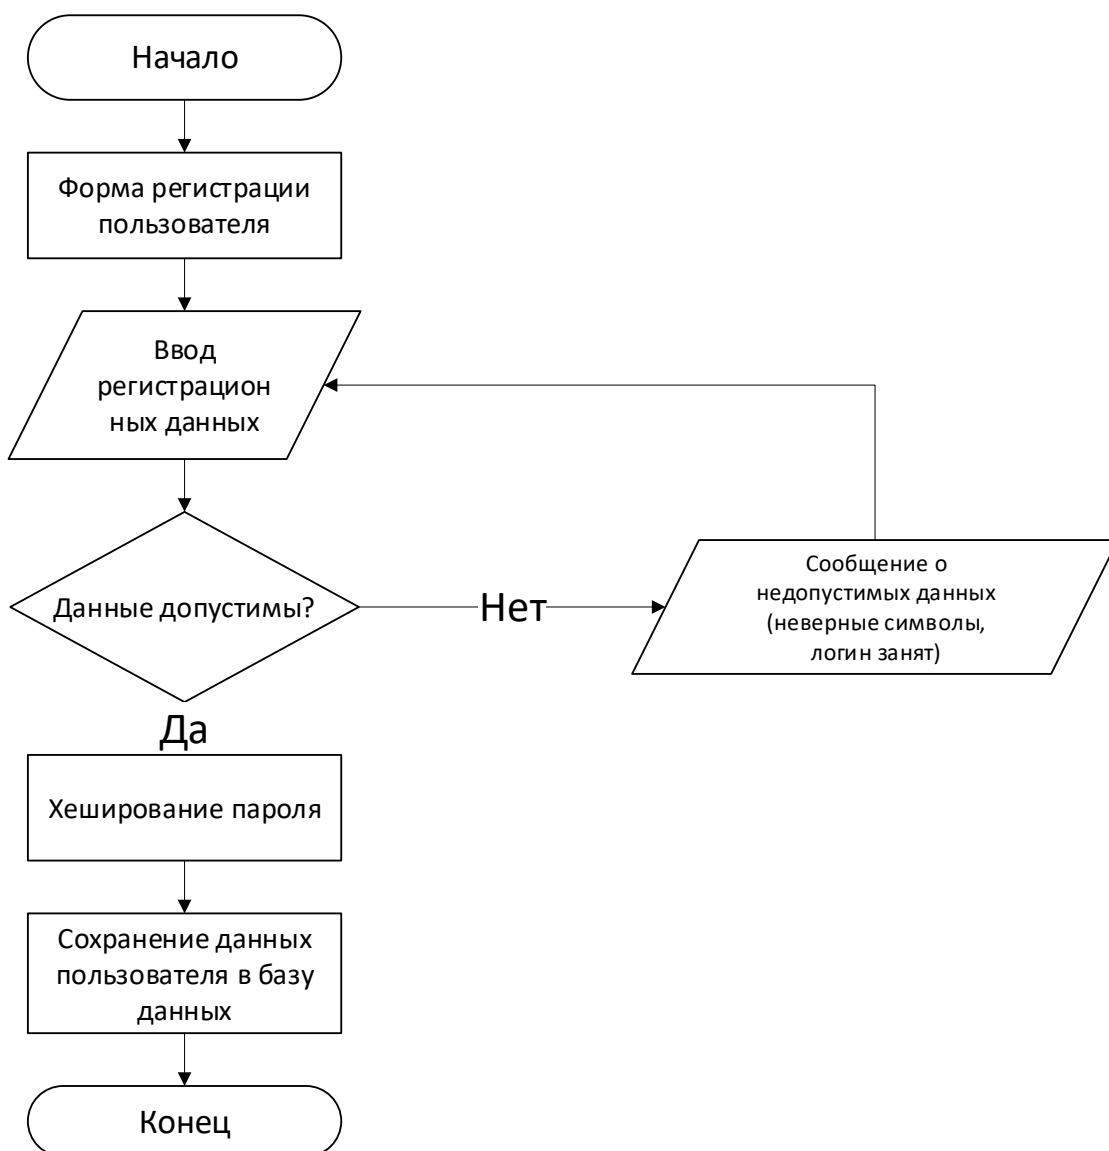 Начало
Форма регистрации
пользователя
Ввод
регистрацион
ных данных
Данные допустимы?
Нет
Сообщение о
недопустимых данных
(неверные символы,
логин занят)
Да
Хеширование пароля
Сохранение данных
пользователя в базу
данных
Конец